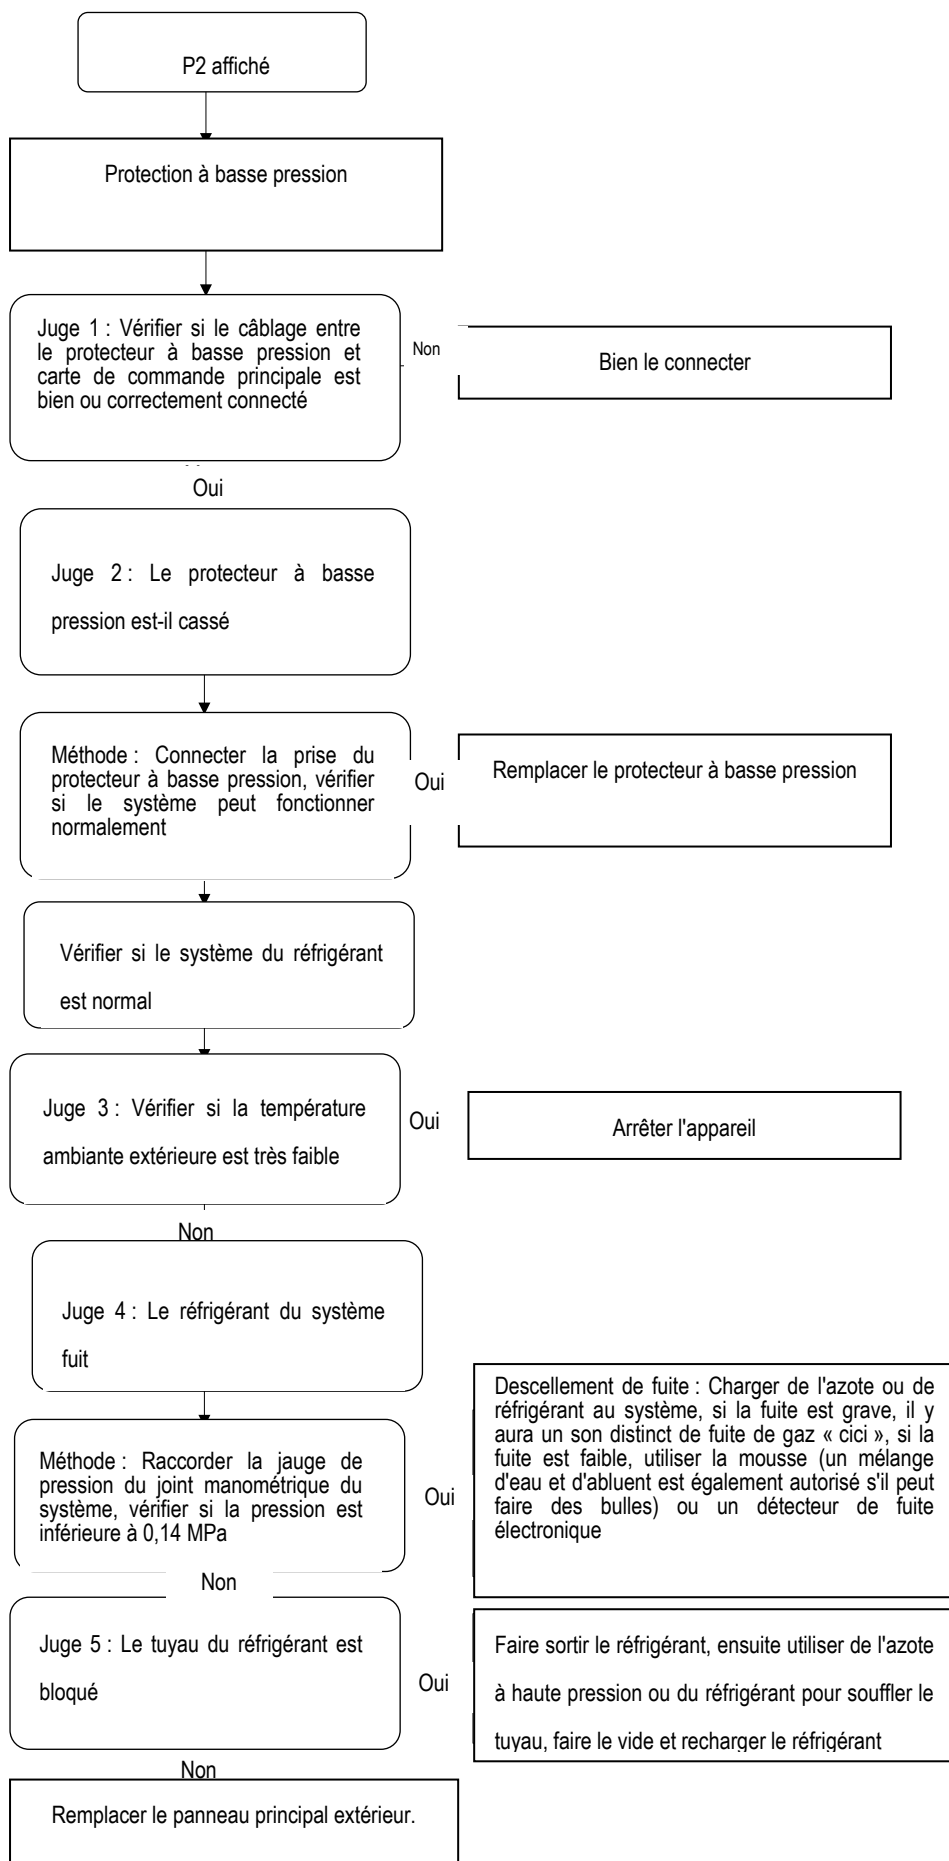 P2 affiché
Protection à basse pression
Juge 1 : Vérifier si le câblage entre
le protecteur à basse pression et
carte de commande principale est
bien ou correctement connecté
Non
Bien le connecter
Oui
Juge 2 : Le protecteur à basse
pression est-il cassé
Méthode : Connecter la prise du
protecteur à basse pression, vérifier
si le système peut fonctionner
normalement
Oui
Remplacer le protecteur à basse pression
Vérifier si le système du réfrigérant
est normal
Juge 3 : Vérifier si la température
ambiante extérieure est très faible
Oui
Arrêter l'appareil
Non
Juge 4 : Le réfrigérant du système
fuit
Méthode : Raccorder la jauge de
pression du joint manométrique du
système, vérifier si la pression est
inférieure à 0,14 MPa
Oui
Descellement de fuite : Charger de l'azote ou de
réfrigérant au système, si la fuite est grave, il y
aura un son distinct de fuite de gaz « cici », si la
fuite est faible, utiliser la mousse (un mélange
d'eau et d'abluent est également autorisé s'il peut
faire des bulles) ou un détecteur de fuite
électronique
Non
Juge 5 : Le tuyau du réfrigérant est
bloqué
Oui
Faire sortir le réfrigérant, ensuite utiliser de l'azote
à haute pression ou du réfrigérant pour souffler le
tuyau, faire le vide et recharger le réfrigérant
Non
Remplacer le panneau principal extérieur.